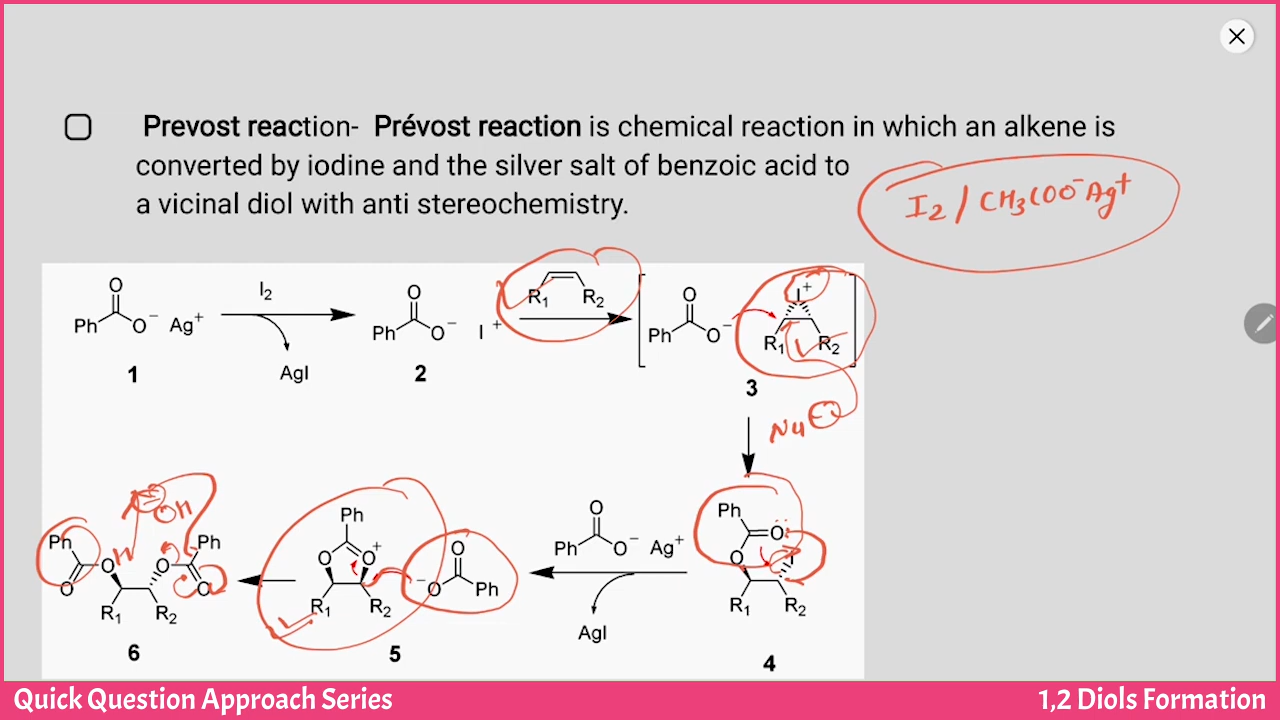 Prevost reaction- Prévost reaction is chemical reaction in which an alkene is
converted by iodine and the silver salt of benzoic acid to
a vicinal diol with anti stereochemistry.
I2 / CH3COO⁻Ag⁺
Ph O O⁻ Ag⁺
I2
AgI
Ph O O⁻ I⁺
R1 R2
Ph O O⁻
I⁺
R1 R2
1
2
3
Nu⊖
Ph O O R1 O O Ph R2
⊖OH
H
Ph O O⁺ R1 R2
⁻O O Ph
Ph O O⁻ Ag⁺
AgI
Ph O O I R1 R2
6
5
4
Quick Question Approach Series
1,2 Diols Formation